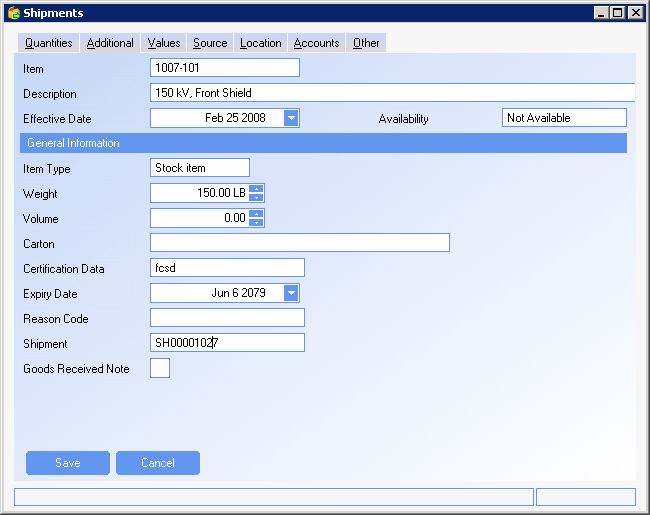 Shipments
Quantities Additional Values Source Location Accounts Other
Item 1007-101
Description 150 kV, Front Shield
Effective Date Feb 25 2008 Availability Not Available
General Information
Item Type Stock item
Weight 150.00 LB
Volume 0.00
Carton
Certification Data fcsd
Expiry Date Jun 6 2079
Reason Code
Shipment SH00001027
Goods Received Note
Save Cancel